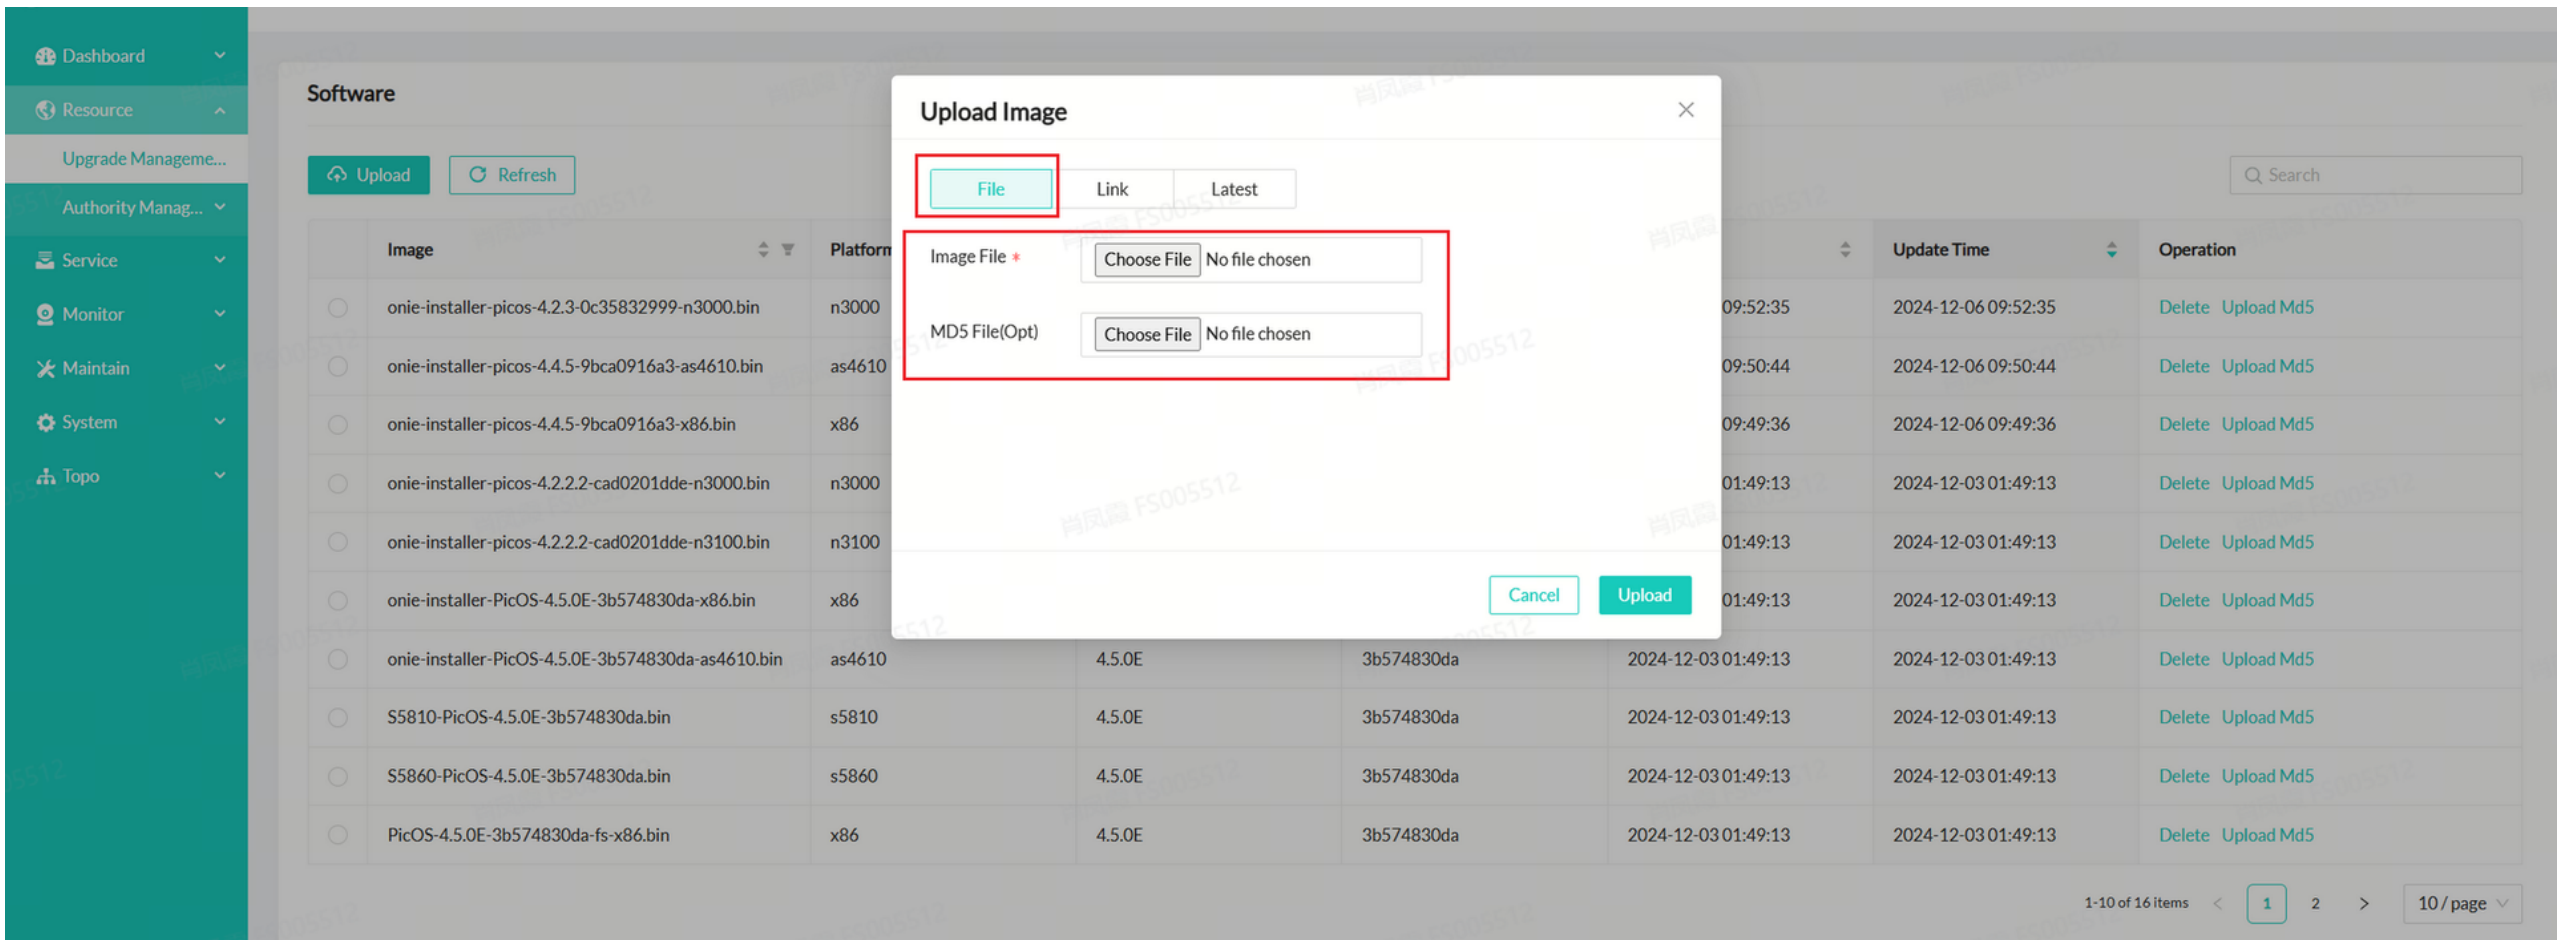 Dashboard
Resource
Upgrade Manageme...
Authority Manag...
Service
Monitor
Maintain
System
Topo
Software
Upload
Refresh
Search
Image
Platform
Update Time
Operation
onie-installer-picos-4.2.3-0c35832999-n3000.bin n3000 09:52:35 2024-12-06 09:52:35 Delete Upload Md5
onie-installer-picos-4.4.5-9bca0916a3-as4610.bin as4610 09:50:44 2024-12-06 09:50:44 Delete Upload Md5
onie-installer-picos-4.4.5-9bca0916a3-x86.bin x86 09:49:36 2024-12-06 09:49:36 Delete Upload Md5
onie-installer-picos-4.2.2.2-cad0201dde-n3000.bin n3000 01:49:13 2024-12-03 01:49:13 Delete Upload Md5
onie-installer-picos-4.2.2.2-cad0201dde-n3100.bin n3100 01:49:13 2024-12-03 01:49:13 Delete Upload Md5
onie-installer-PicOS-4.5.0E-3b574830da-x86.bin x86 01:49:13 2024-12-03 01:49:13 Delete Upload Md5
onie-installer-PicOS-4.5.0E-3b574830da-as4610.bin as4610 4.5.0E 3b574830da 2024-12-03 01:49:13 2024-12-03 01:49:13 Delete Upload Md5
S5810-PicOS-4.5.0E-3b574830da.bin s5810 4.5.0E 3b574830da 2024-12-03 01:49:13 2024-12-03 01:49:13 Delete Upload Md5
S5860-PicOS-4.5.0E-3b574830da.bin s5860 4.5.0E 3b574830da 2024-12-03 01:49:13 2024-12-03 01:49:13 Delete Upload Md5
PicOS-4.5.0E-3b574830da-fs-x86.bin x86 4.5.0E 3b574830da 2024-12-03 01:49:13 2024-12-03 01:49:13 Delete Upload Md5
1-10 of 16 items < 1 2 > 10 / page
Upload Image
File Link Latest
Image File * Choose File No file chosen
MD5 File(Opt) Choose File No file chosen
Cancel Upload
肖凤霞 FS005512